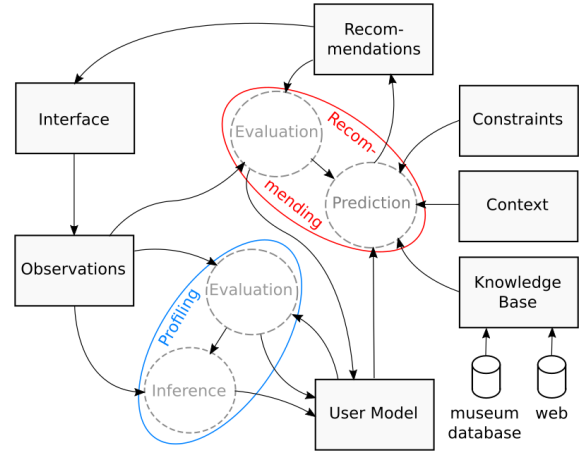 Recom-
mendations
Interface
Evaluation
Recom-
mending
Prediction
Constraints
Context
Observations
Knowledge
Base
Profiling
Evaluation
Inference
User Model
museum
database
web